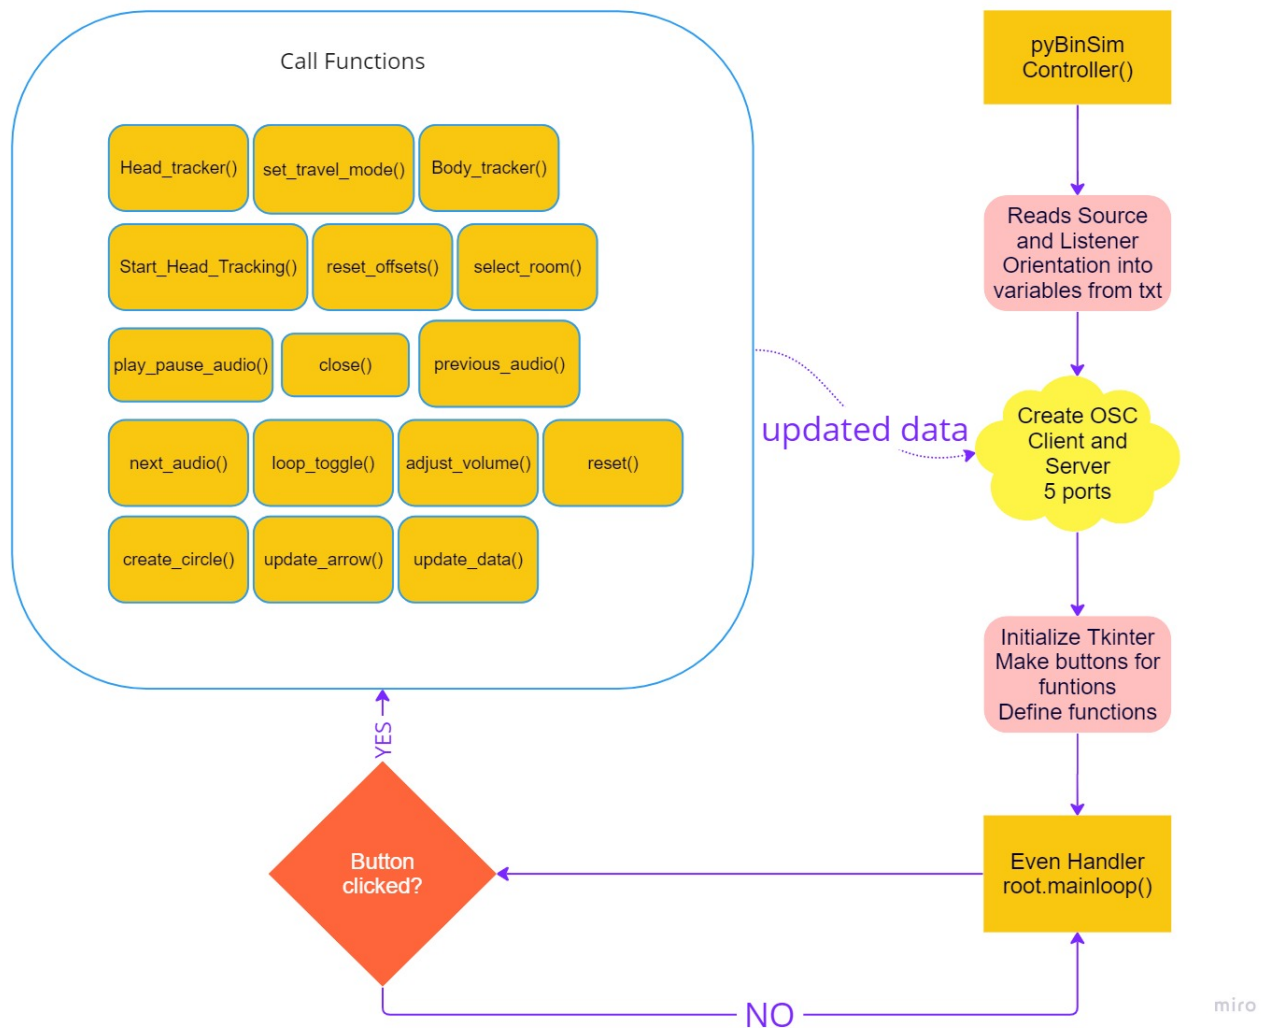 Call Functions
Head_tracker()
set_travel_mode()
Body_tracker()
Start_Head_Tracking()
reset_offsets()
select_room()
play_pause_audio()
close()
previous_audio()
next_audio()
loop_toggle()
adjust_volume()
reset()
create_circle()
update_arrow()
update_data()
updated data
pyBinSim
Controller()
Reads Source
and Listener
Orientation into
variables from txt
Create OSC
Client and
Server
5 ports
Initialize Tkinter
Make buttons for
funtions
Define functions
Even Handler
root.mainloop()
Button
clicked?
YES
NO
miro